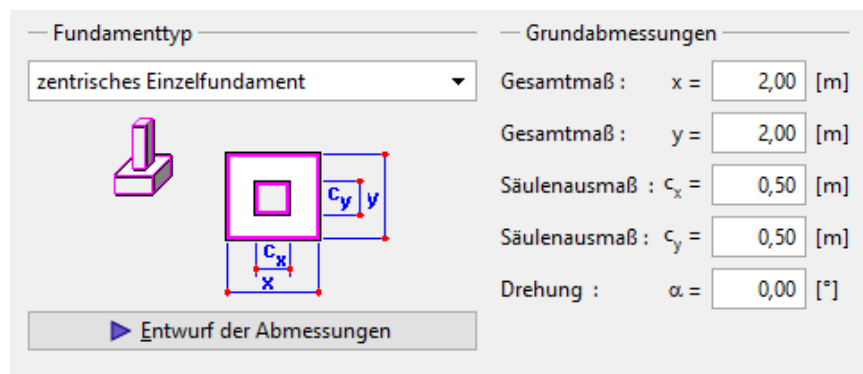 Fundamenttyp
zentrisches Einzelfundament
cy y
cx
x
Entwurf der Abmessungen
Grundabmessungen
Gesamtmaß : x = 2,00 [m]
Gesamtmaß : y = 2,00 [m]
Säulenausmaß : cx = 0,50 [m]
Säulenausmaß : cy = 0,50 [m]
Drehung : α = 0,00 [°]